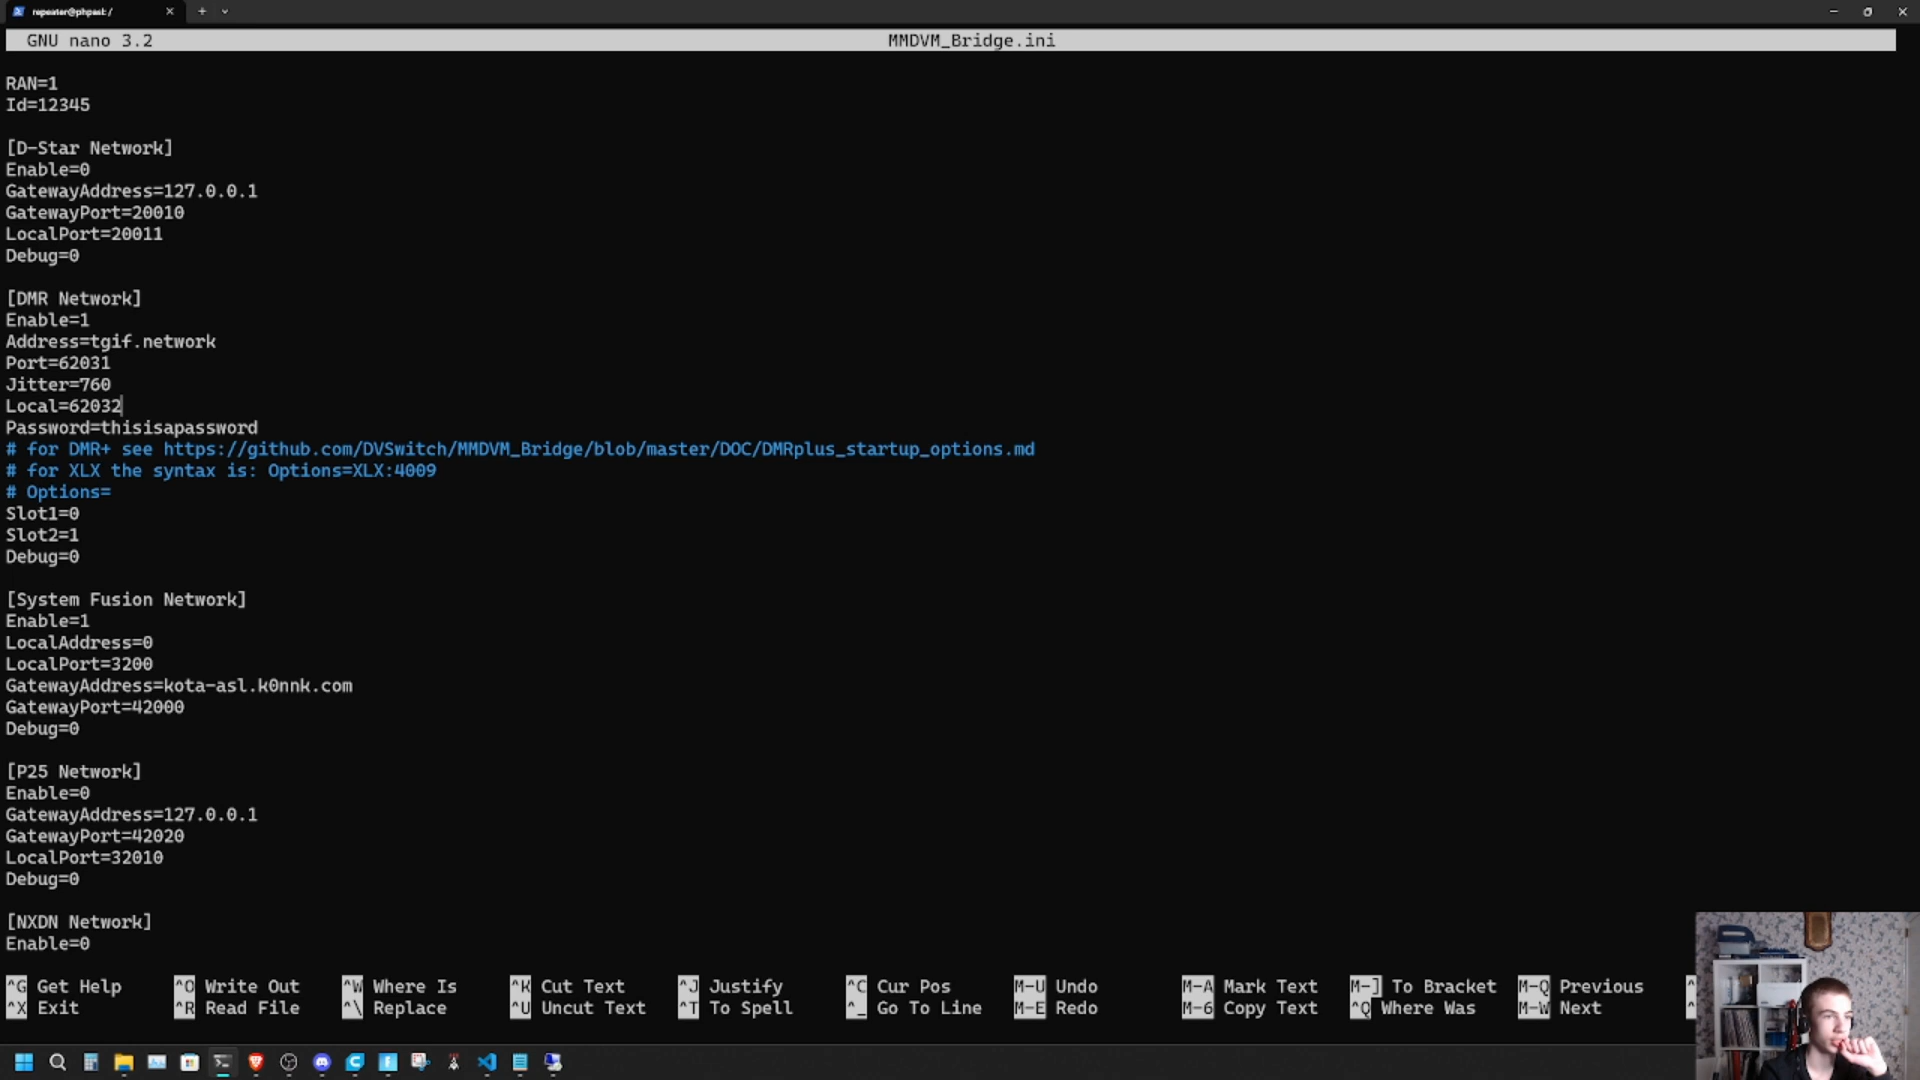 repeater@phpasl: /
GNU nano 3.2 MMDVM_Bridge.ini
RAN=1
Id=12345
[D-Star Network]
Enable=0
GatewayAddress=127.0.0.1
GatewayPort=20010
LocalPort=20011
Debug=0
[DMR Network]
Enable=1
Address=tgif.network
Port=62031
Jitter=760
Local=62032
Password=thisisapassword
# for DMR+ see https://github.com/DVSwitch/MMDVM_Bridge/blob/master/DOC/DMRplus_startup_options.md
# for XLX the syntax is: Options=XLX:4009
# Options=
Slot1=0
Slot2=1
Debug=0
[System Fusion Network]
Enable=1
LocalAddress=0
LocalPort=3200
GatewayAddress=kota-asl.k0nnk.com
GatewayPort=42000
Debug=0
[P25 Network]
Enable=0
GatewayAddress=127.0.0.1
GatewayPort=42020
LocalPort=32010
Debug=0
[NXDN Network]
Enable=0
^G Get Help ^O Write Out ^W Where Is ^K Cut Text ^J Justify ^C Cur Pos M-U Undo M-A Mark Text M-] To Bracket M-Q Previous ^
^X Exit ^R Read File ^\ Replace ^U Uncut Text ^T To Spell ^_ Go To Line M-E Redo M-6 Copy Text ^Q Where Was M-W Next ^